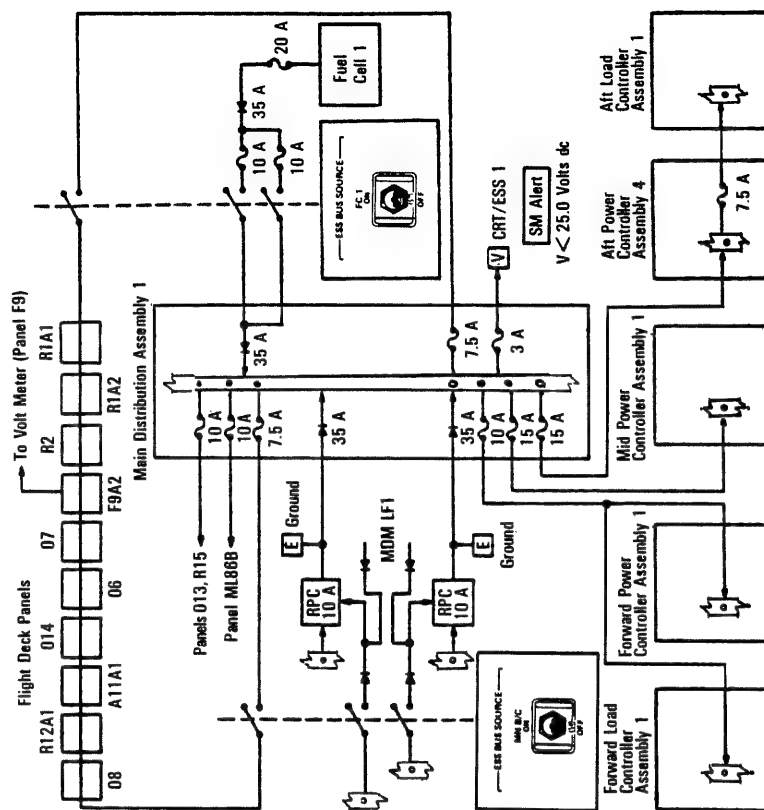 Flight Deck Panels
To Volt Meter (Panel F9)
O8
R12A1
A11A1
O14
O6
O7
F9A2
R2
R1A2
R1A1
20 A
35 A
Fuel
Cell 1
10 A
10 A
ESS BUS SOURCE
FC 1
ON
OFF
Main Distribution Assembly 1
35 A
7.5 A
3 A
V
CRT/ESS 1
SM Alert
V < 25.0 Volts dc
10 A
10 A
7.5 A
35 A
35 A
10 A
15 A
15 A
Panels O13, R15
Panel ML86B
E
Ground
RPC
10 A
MDM LF1
RPC
10 A
E
Ground
ESS BUS SOURCE
MN B/C
ON
OFF
Forward Load
Controller
Assembly 1
Forward Power
Controller Assembly 1
Mid Power
Controller Assembly 1
Aft Power
Controller
Assembly 4
7.5 A
Aft Load
Controller
Assembly 1